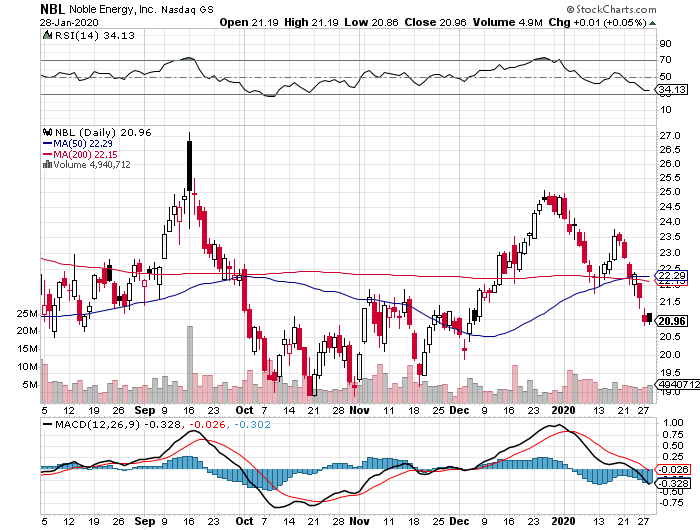 NBL Noble Energy, Inc. Nasdaq GS © StockCharts.com
28-Jan-2020 Open 21.19 High 21.19 Low 20.86 Close 20.96 Volume 4.9M Chg +0.01 (+0.05%)
RSI(14) 34.13
90
70
50
34.13
30
10
NBL (Daily) 20.96
MA(50) 22.29
MA(200) 22.15
Volume 4,940,712
27.0
26.5
26.0
25.5
25.0
24.5
24.0
23.5
23.0
22.5
22.29
22.15
21.5
20.96
20.5
20.0
19.5
19.0
25M
20M
15M
10M
5M
4940712
5 12 19 26 Sep 9 16 23 Oct 7 14 21 Nov 11 18 25 Dec 9 16 23 2020 13 21 27
MACD(12,26,9) -0.328, -0.026, -0.302
1.00
0.75
0.50
0.25
0.00
-0.026
-0.328
-0.50
-0.75
5 12 19 26 Sep 9 16 23 Oct 7 14 21 Nov 11 18 25 Dec 9 16 23 2020 13 21 27